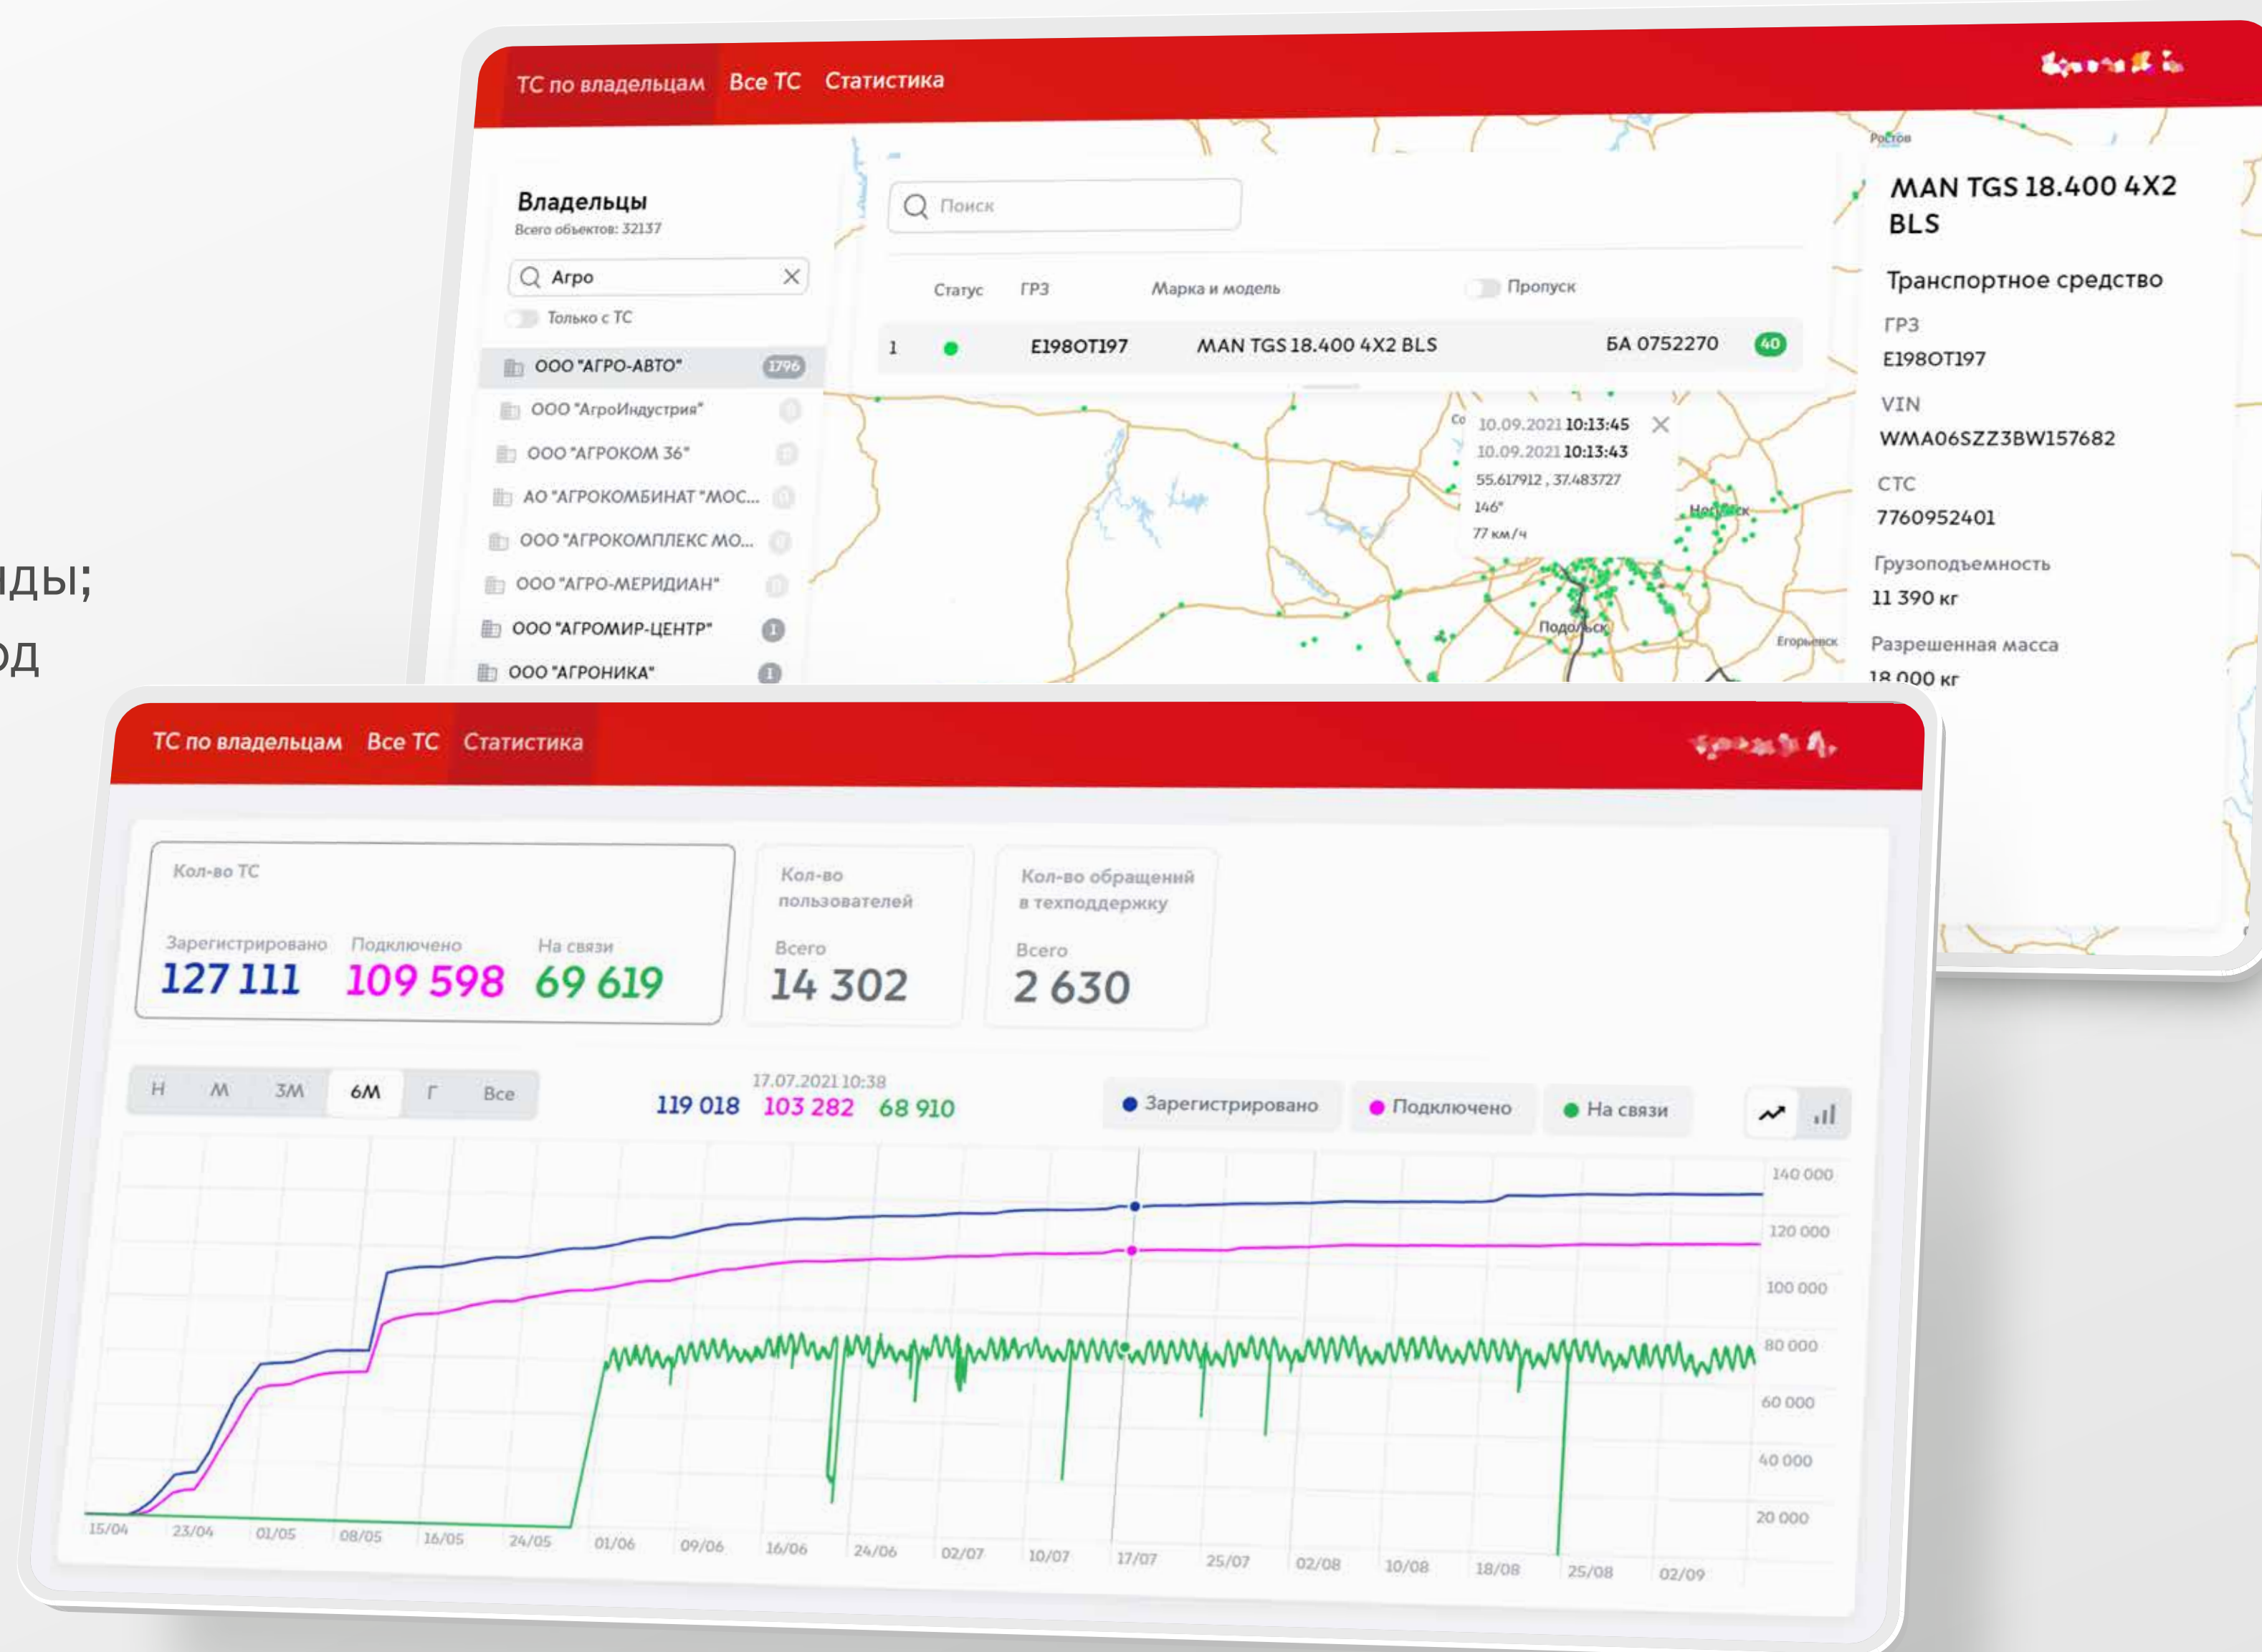 ТС по владельцам Все ТС Статистика
Ростов
Владельцы
Всего объектов: 32137
Агро
Только с ТС
ООО "АГРО-АВТО" 1796
ООО "АгроИндустрия"
ООО "АГРОКОМ 36"
АО "АГРОКОМБИНАТ "МОС...
ООО "АГРОКОМПЛЕКС МО...
ООО "АГРО-МЕРИДИАН"
ООО "АГРОМИР-ЦЕНТР" 1
ООО "АГРОНИКА" 1
Поиск
Статус ГРЗ Марка и модель Пропуск
1 Е198ОТ197 MAN TGS 18.400 4X2 BLS БА 0752270 40
10.09.2021 10:13:45
10.09.2021 10:13:43
55.617912 , 37.483727
146°
77 км/ч
Подольск
Егорьевск
MAN TGS 18.400 4X2
BLS
Транспортное средство
ГРЗ
Е198ОТ197
VIN
WMA06SZZ3BW157682
СТС
7760952401
Грузоподъемность
11 390 кг
Разрешенная масса
18 000 кг
ТС по владельцам Все ТС Статистика
Кол-во ТС
Зарегистрировано Подключено На связи
127 111 109 598 69 619
Кол-во
пользователей
Всего
14 302
Кол-во обращений
в техподдержку
Всего
2 630
Н М 3М 6М Г Все
17.07.2021 10:38
119 018 103 282 68 910
Зарегистрировано Подключено На связи
140 000
120 000
100 000
80 000
60 000
40 000
20 000
15/04 23/04 01/05 08/05 16/05 24/05 01/06 09/06 16/06 24/06 02/07 10/07 17/07 25/07 02/08 10/08 18/08 25/08 02/09